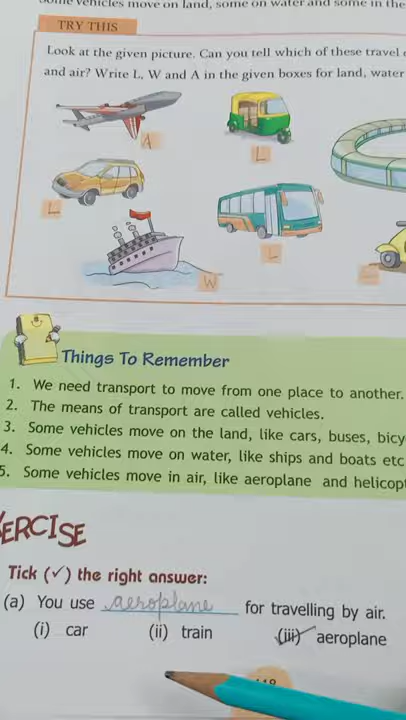 Some vehicles move on land, some on water and some in the
TRY THIS
Look at the given picture. Can you tell which of these travel
and air? Write L, W and A in the given boxes for land, water
A
L
L
L
W
Things To Remember
1. We need transport to move from one place to another.
2. The means of transport are called vehicles.
3. Some vehicles move on the land, like cars, buses,
4. Some vehicles move on water, like ships and boats etc
5. Some vehicles move in air, like aeroplane and
ERCISE
Tick (✓) the right answer:
(a) You use aeroplane for travelling by air.
(i) car (ii) train (iii) aeroplane